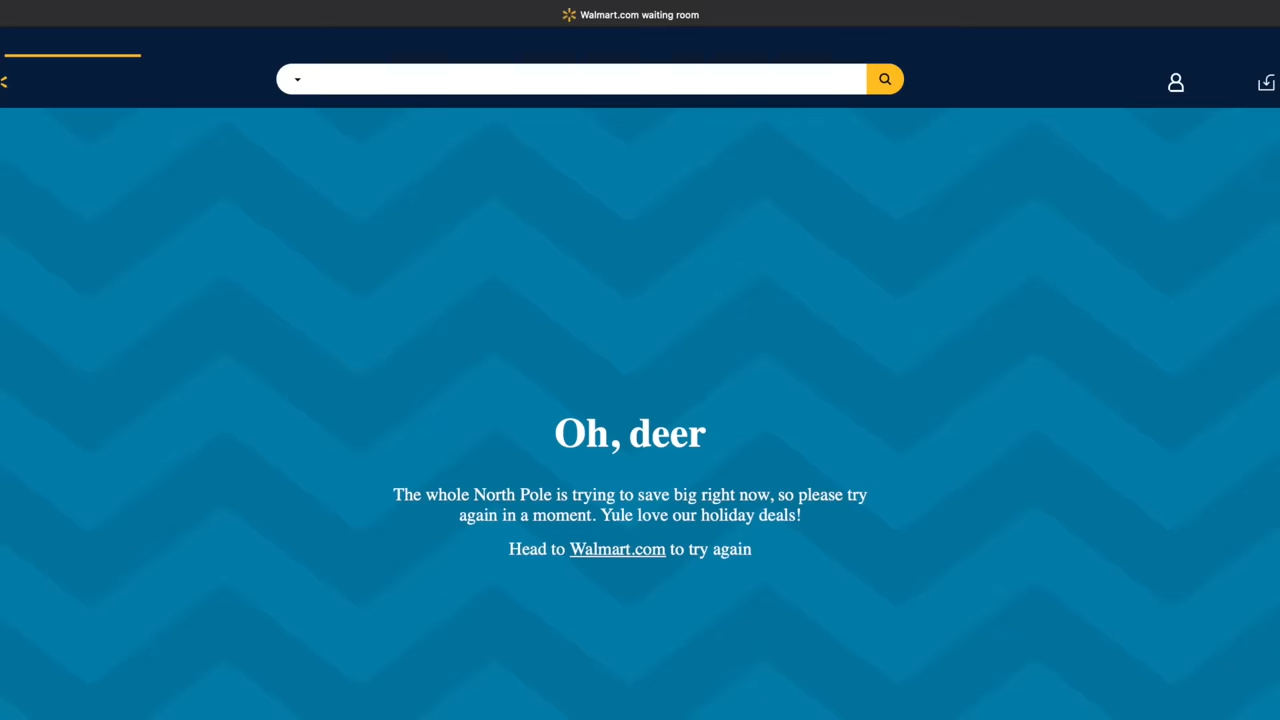 Walmart.com waiting room
Oh, deer
The whole North Pole is trying to save big right now, so please try
again in a moment. Yule love our holiday deals!
Head to Walmart.com to try again